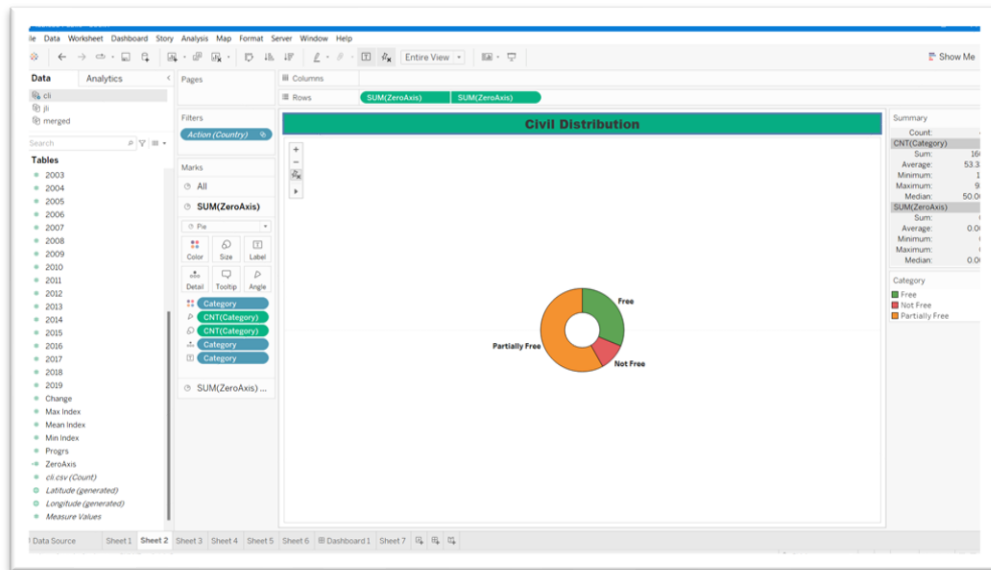 Data Worksheet Dashboard Story Analysis Map Format Server Window Help
Entire View
Show Me
Data Analytics
cli
jli
merged
Search
Tables
2003
2004
2005
2006
2007
2008
2009
2010
2011
2012
2013
2014
2015
2016
2017
2018
2019
Change
Max Index
Mean Index
Min Index
Progrs
ZeroAxis
cli.csv (Count)
Latitude (generated)
Longitude (generated)
Measure Values
Pages
Filters
Action (Country)
Marks
All
SUM(ZeroAxis)
Pie
Color Size Label
Detail Tooltip Angle
Category
CNT(Category)
CNT(Category)
Category
Category
SUM(ZeroAxis) ...
Columns
Rows SUM(ZeroAxis) SUM(ZeroAxis)
Civil Distribution
Free
Partially Free
Not Free
Summary
Count:
CNT(Category)
Sum:
Average:
Minimum:
Maximum:
Median:
SUM(ZeroAxis)
Sum:
Average:
Minimum:
Maximum:
Median:
Category
Free
Not Free
Partially Free
Data Source Sheet 1 Sheet 2 Sheet 3 Sheet 4 Sheet 5 Sheet 6 Dashboard 1 Sheet 7